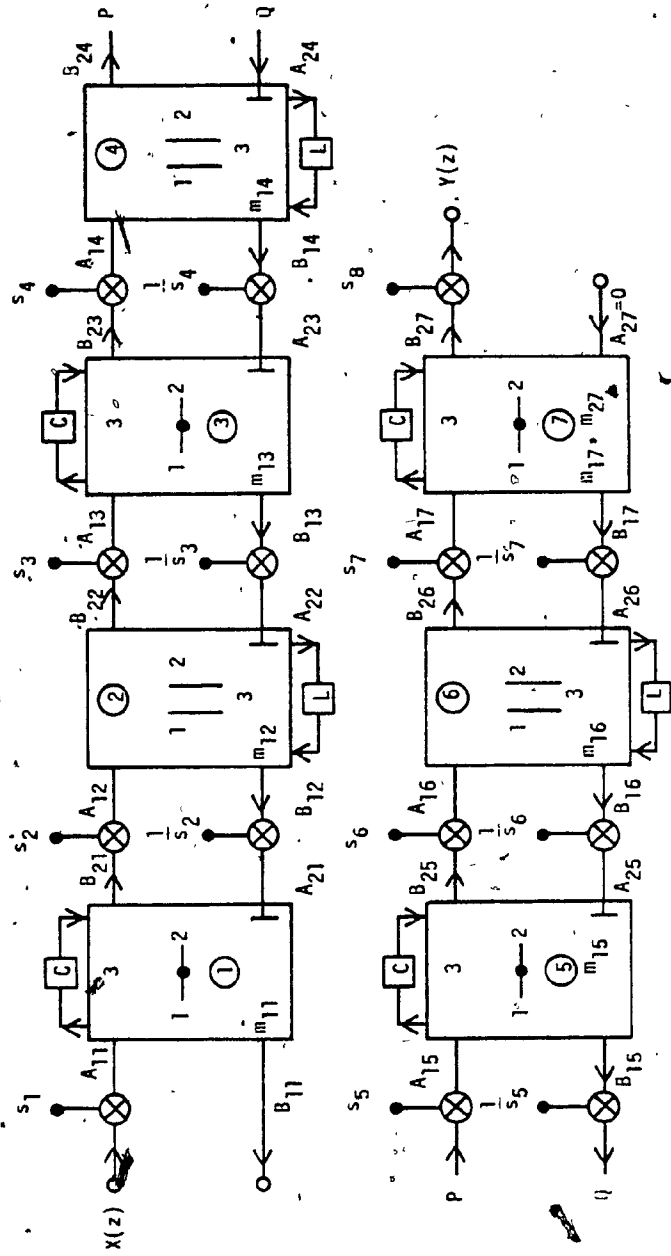 s₁ s₂ s₃ s₄
X(z) A₁₁ B₂₁ A₁₂ B₂₂ A₁₃ B₂₃ A₁₄ B₂₄ P
C C
3 1 2 ① m₁₁
1 2 3 ② m₁₂ L
3 1 2 ③ m₁₃
1 2 3 ④ m₁₄ L
1/s₂ 1/s₃ 1/s₄
B₁₁ A₂₁ B₁₂ A₂₂ B₁₃ A₂₃ B₁₄ A₂₄ Q
s₅ s₆ s₇ s₈
P A₁₅ B₂₅ A₁₆ B₂₆ A₁₇ B₂₇ Y(z)
C C
3 1 2 ⑤ m₁₅
1 2 3 ⑥ m₁₆ L
3 1 2 ⑦ m₁₇, m₂₇
1/s₅ 1/s₆ 1/s₇
Q B₁₅ A₂₅ B₁₆ A₂₆ B₁₇ A₂₇=0